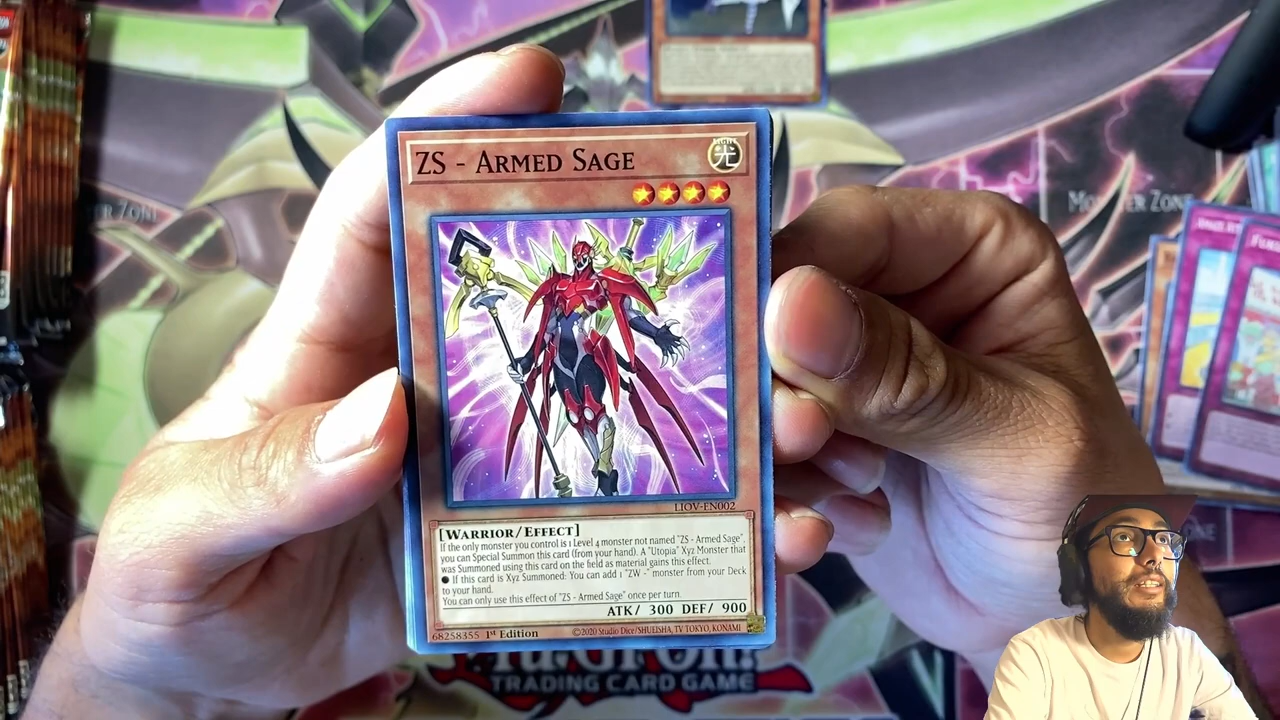 ZS - Armed Sage
LIGHT
光
LIOV-EN002
[Warrior/Effect]
If the only monster you control is 1 Level 4 monster not named "ZS - Armed Sage",
you can Special Summon this card (from your hand). A "Utopia" Xyz Monster that
was Summoned using this card on the field as material gains this effect.
● If this card is Xyz Summoned: You can add 1 "ZW -" monster from your Deck
to your hand.
You can only use this effect of "ZS - Armed Sage" once per turn.
ATK/ 300 DEF/ 900
68258355 1st Edition ©2020 Studio Dice/SHUEISHA, TV TOKYO, KONAMI
Monster Zone
Zone
Yu-Gi-Oh!
TRADING CARD GAME